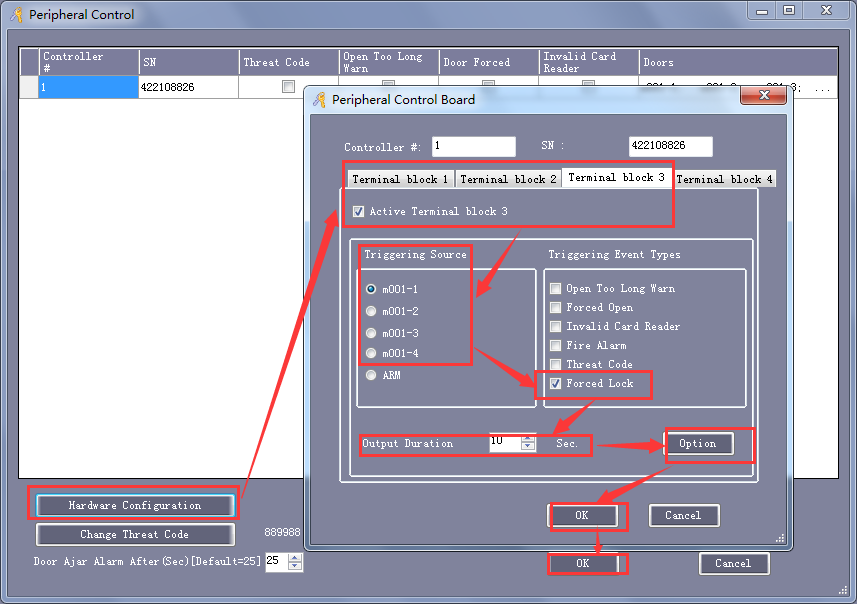 Peripheral Control
Controller #
SN
Threat Code
Open Too Long Warn
Door Forced
Invalid Card Reader
Doors
1
422108826
3; ...
Peripheral Control Board
Controller #: 1
SN : 422108826
Terminal block 1
Terminal block 2
Terminal block 3
Terminal block 4
Active Terminal block 3
Triggering Source
m001-1
m001-2
m001-3
m001-4
ARM
Triggering Event Types
Open Too Long Warn
Forced Open
Invalid Card Reader
Fire Alarm
Threat Code
Forced Lock
Output Duration 10 Sec.
Option
OK
Cancel
Hardware Configuration
Change Threat Code
889988
Door Ajar Alarm After(Sec)[Default=25] 25
OK
Cancel